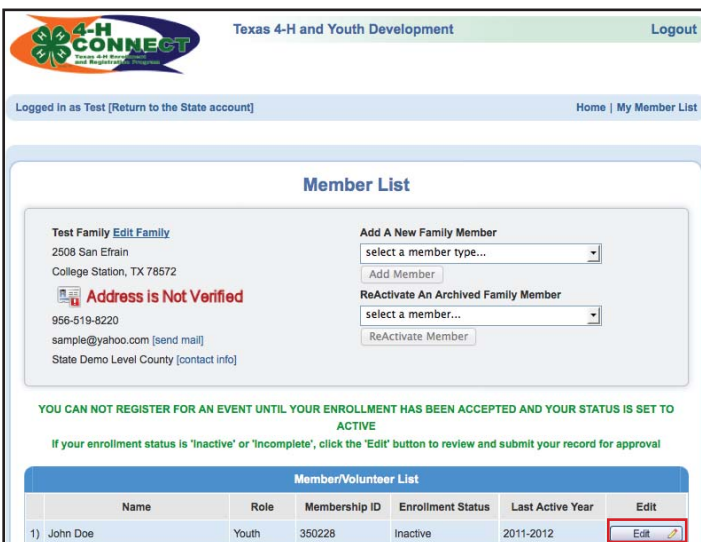 4-H
CONNECT
Texas 4-H Enrollment
and Registration Program
Texas 4-H and Youth Development
Logout
Logged in as Test [Return to the State account]
Home | My Member List
Member List
Test Family Edit Family
2508 San Efrain
College Station, TX 78572
Address is Not Verified
956-519-8220
sample@yahoo.com [send mail]
State Demo Level County [contact info]
Add A New Family Member
select a member type...
Add Member
ReActivate An Archived Family Member
select a member...
ReActivate Member
YOU CAN NOT REGISTER FOR AN EVENT UNTIL YOUR ENROLLMENT HAS BEEN ACCEPTED AND YOUR STATUS IS SET TO
ACTIVE
If your enrollment status is 'Inactive' or 'Incomplete', click the 'Edit' button to review and submit your record for approval
Member/Volunteer List
Name Role Membership ID Enrollment Status Last Active Year Edit
1) John Doe Youth 350228 Inactive 2011-2012 Edit